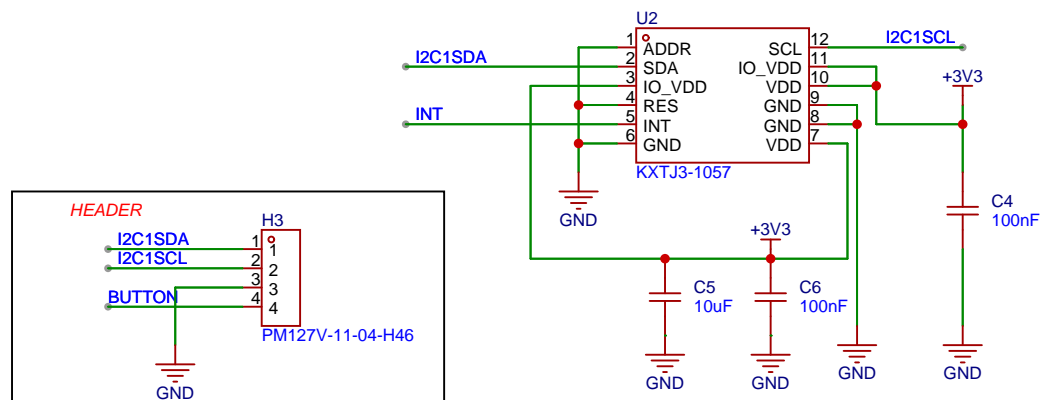 U2
1 ADDR SCL 12 I2C1SCL
I2C1SDA 2 SDA IO_VDD 11
3 IO_VDD VDD 10 +3V3
4 RES GND 9
INT 5 INT GND 8
6 GND VDD 7
KXTJ3-1057
GND
C4
100nF
HEADER
H3
I2C1SDA 1 1
I2C1SCL 2 2
3 3
BUTTON 4 4
PM127V-11-04-H46
GND
+3V3
C5
10uF
C6
100nF
GND
GND
GND
GND